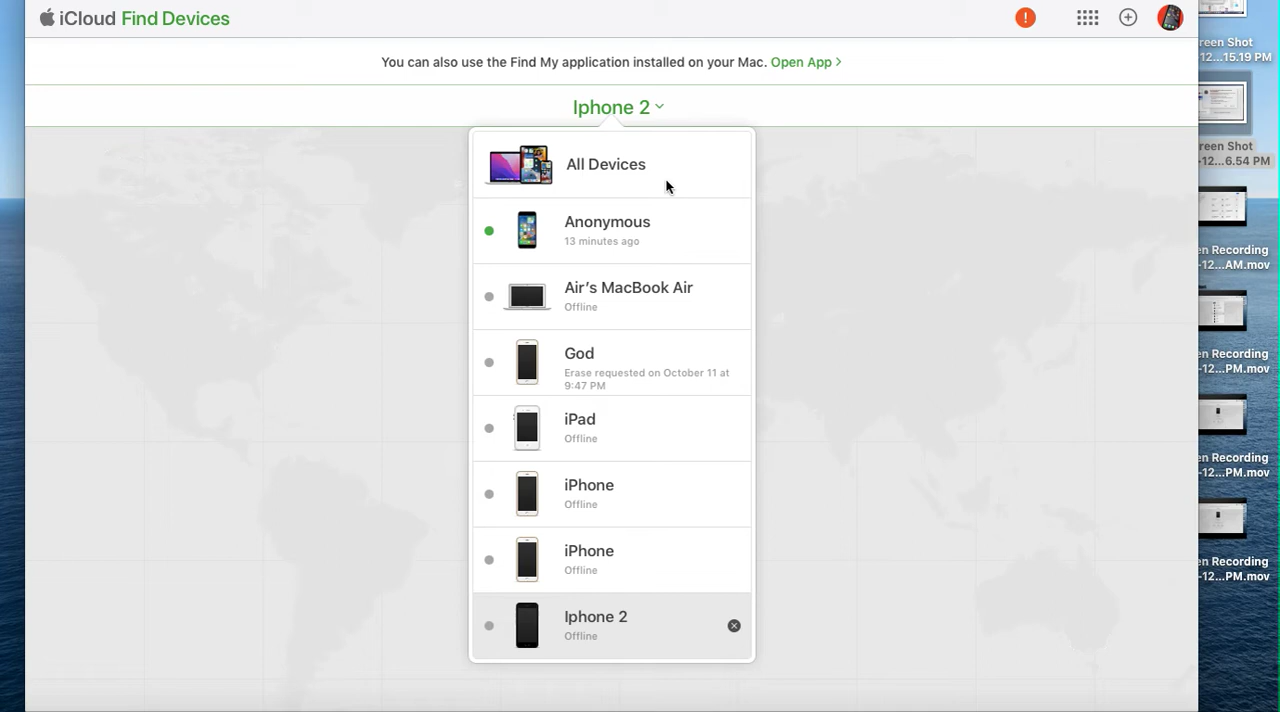 iCloud Find Devices
You can also use the Find My application installed on your Mac. Open App >
Iphone 2
All Devices
Anonymous
13 minutes ago
Air's MacBook Air
Offline
God
Erase requested on October 11 at
9:47 PM
iPad
Offline
iPhone
Offline
iPhone
Offline
Iphone 2
Offline
reen Shot
-12...15.19 PM
reen Shot
-12...6.54 PM
en Recording
-12...AM.mov
en Recording
-12...PM.mov
en Recording
-12...PM.mov
en Recording
-12...PM.mov